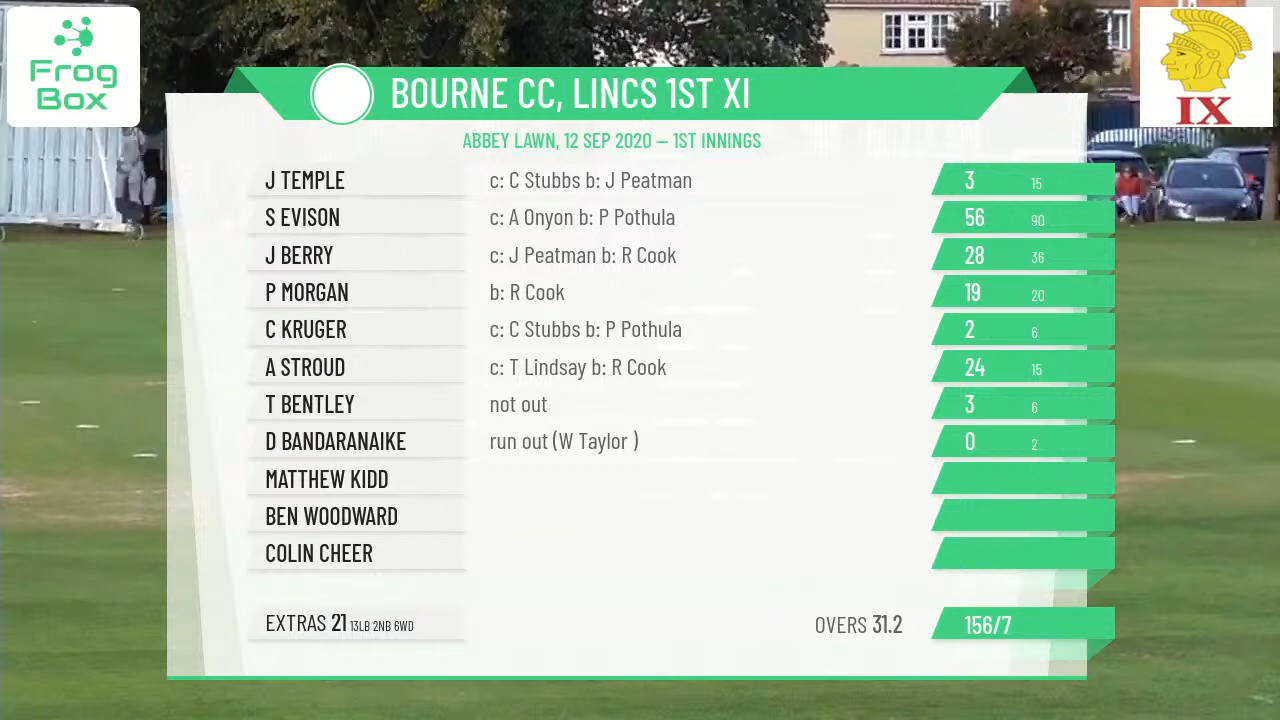 Frog
Box
IX
BOURNE CC, LINCS 1ST XI
ABBEY LAWN, 12 SEP 2020 – 1ST INNINGS
J TEMPLE c: C Stubbs b: J Peatman 3 15
S EVISON c: A Onyon b: P Pothula 56 90
J BERRY c: J Peatman b: R Cook 28 36
P MORGAN b: R Cook 19 20
C KRUGER c: C Stubbs b: P Pothula 2 6
A STROUD c: T Lindsay b: R Cook 24 15
T BENTLEY not out 3 6
D BANDARANAIKE run out (W Taylor ) 0 2
MATTHEW KIDD
BEN WOODWARD
COLIN CHEER
EXTRAS 21 13LB 2NB 6WD OVERS 31.2 156/7